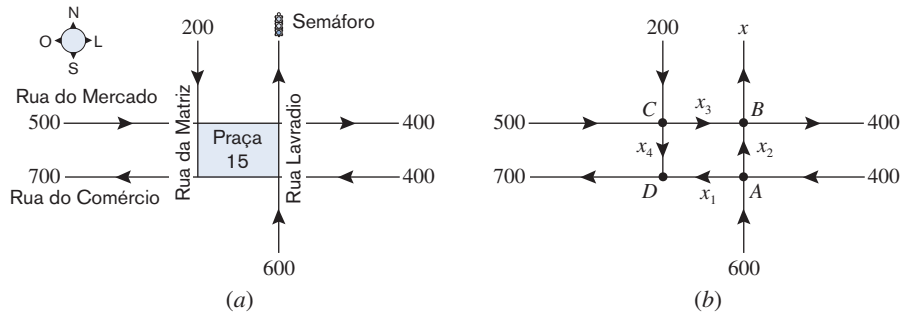 N
O L
S
200
Semáforo
Rua do Mercado
500
400
Rua da Matriz
Praça
15
Rua Lavradio
700
400
Rua do Comércio
600
(a)
200
x
C
x3
B
500
400
x4
x2
700
400
D
x1
A
600
(b)